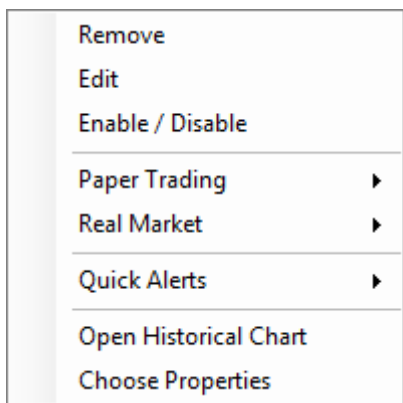 Remove
Edit
Enable / Disable
Paper Trading
Real Market
Quick Alerts
Open Historical Chart
Choose Properties